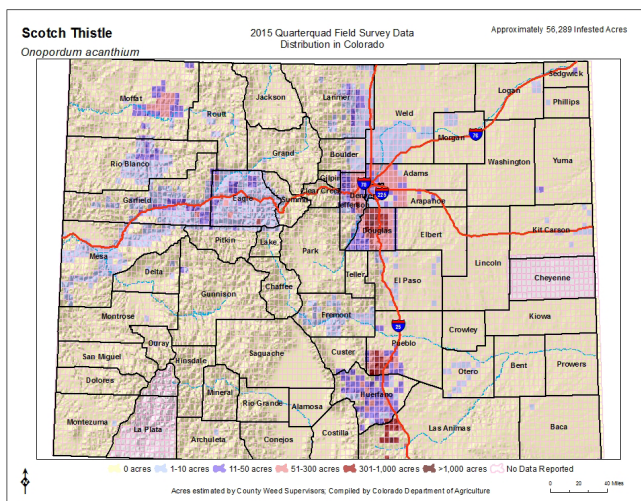 Scotch Thistle
Onopordum acanthium
2015 Quarterquad Field Survey Data
Distribution in Colorado
Approximately 56,289 Infested Acres
Sedgwick
Logan
Moffat
Jackson
Larimer
Phillips
Routt
Weld
Morgan
76
Grand
Boulder
Rio Blanco
Washington
Yuma
Gilpin
Adams
Clear Creek
70
Denver
Garfield
Eagle
Summit
Jefferson
Arapahoe
Douglas
Elbert
Kit Carson
Pitkin
Lake
Park
Mesa
Lincoln
Delta
Teller
Cheyenne
Gunnison
Chaffee
El Paso
Fremont
Kiowa
Montrose
25
Crowley
Ouray
Pueblo
San Miguel
Hinsdale
Saguache
Custer
Otero
Bent
Prowers
Dolores
Mineral
Huerfano
Rio Grande
Alamosa
Montezuma
La Plata
Costilla
Las Animas
Baca
Archuleta
Conejos
0 acres 1-10 acres 11-50 acres 51-300 acres 301-1,000 acres >1,000 acres No Data Reported
N
0 20 40 Miles
Acres estimated by County Weed Supervisors; Compiled by Colorado Department of Agriculture